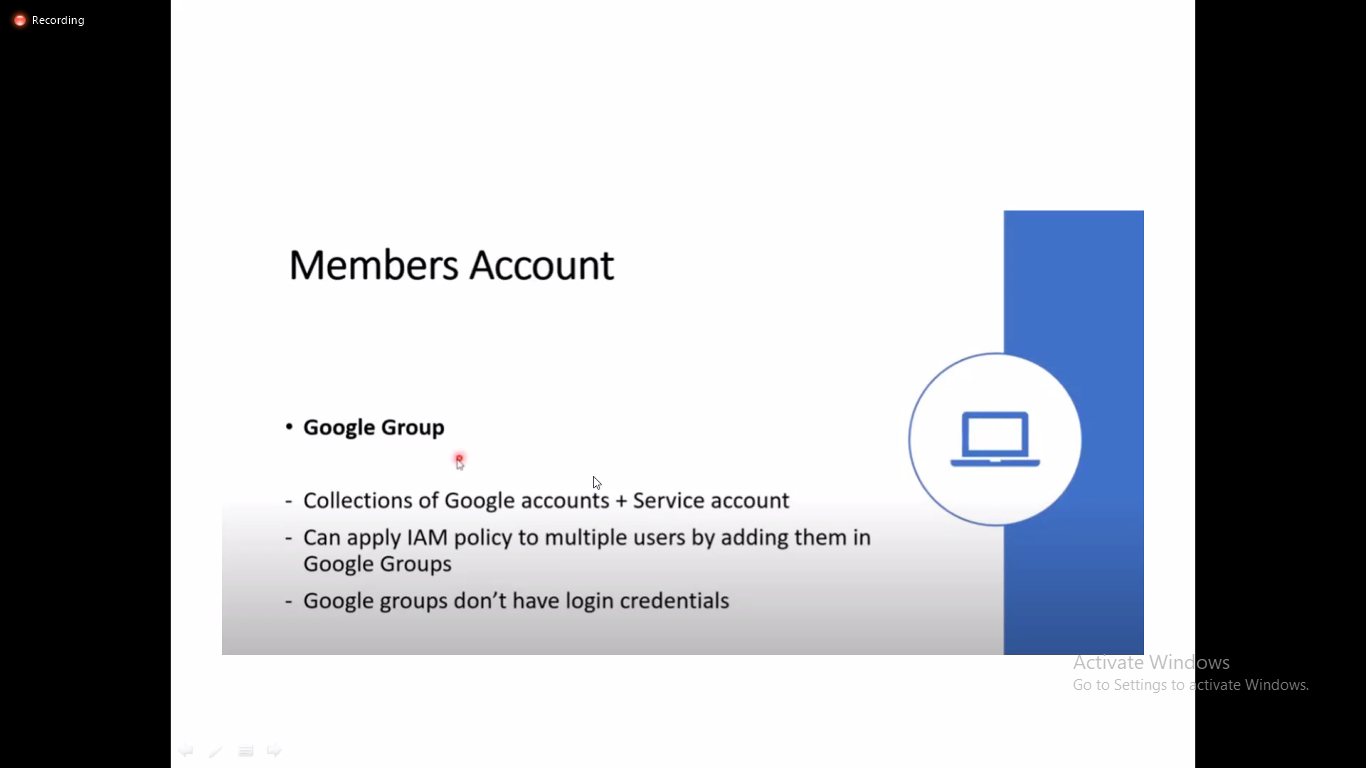 Recording
Members Account
• Google Group
- Collections of Google accounts + Service account
- Can apply IAM policy to multiple users by adding them in
Google Groups
- Google groups don’t have login credentials
Activate Windows
Go to Settings to activate Windows.